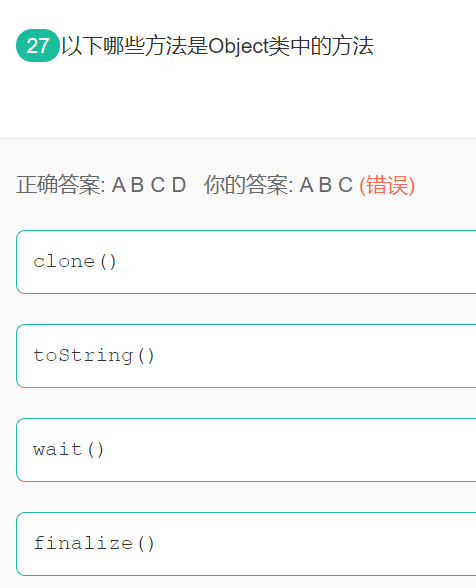 27 以下哪些方法是Object类中的方法
正确答案: A B C D 你的答案: A B C (错误)
clone()
toString()
wait()
finalize()